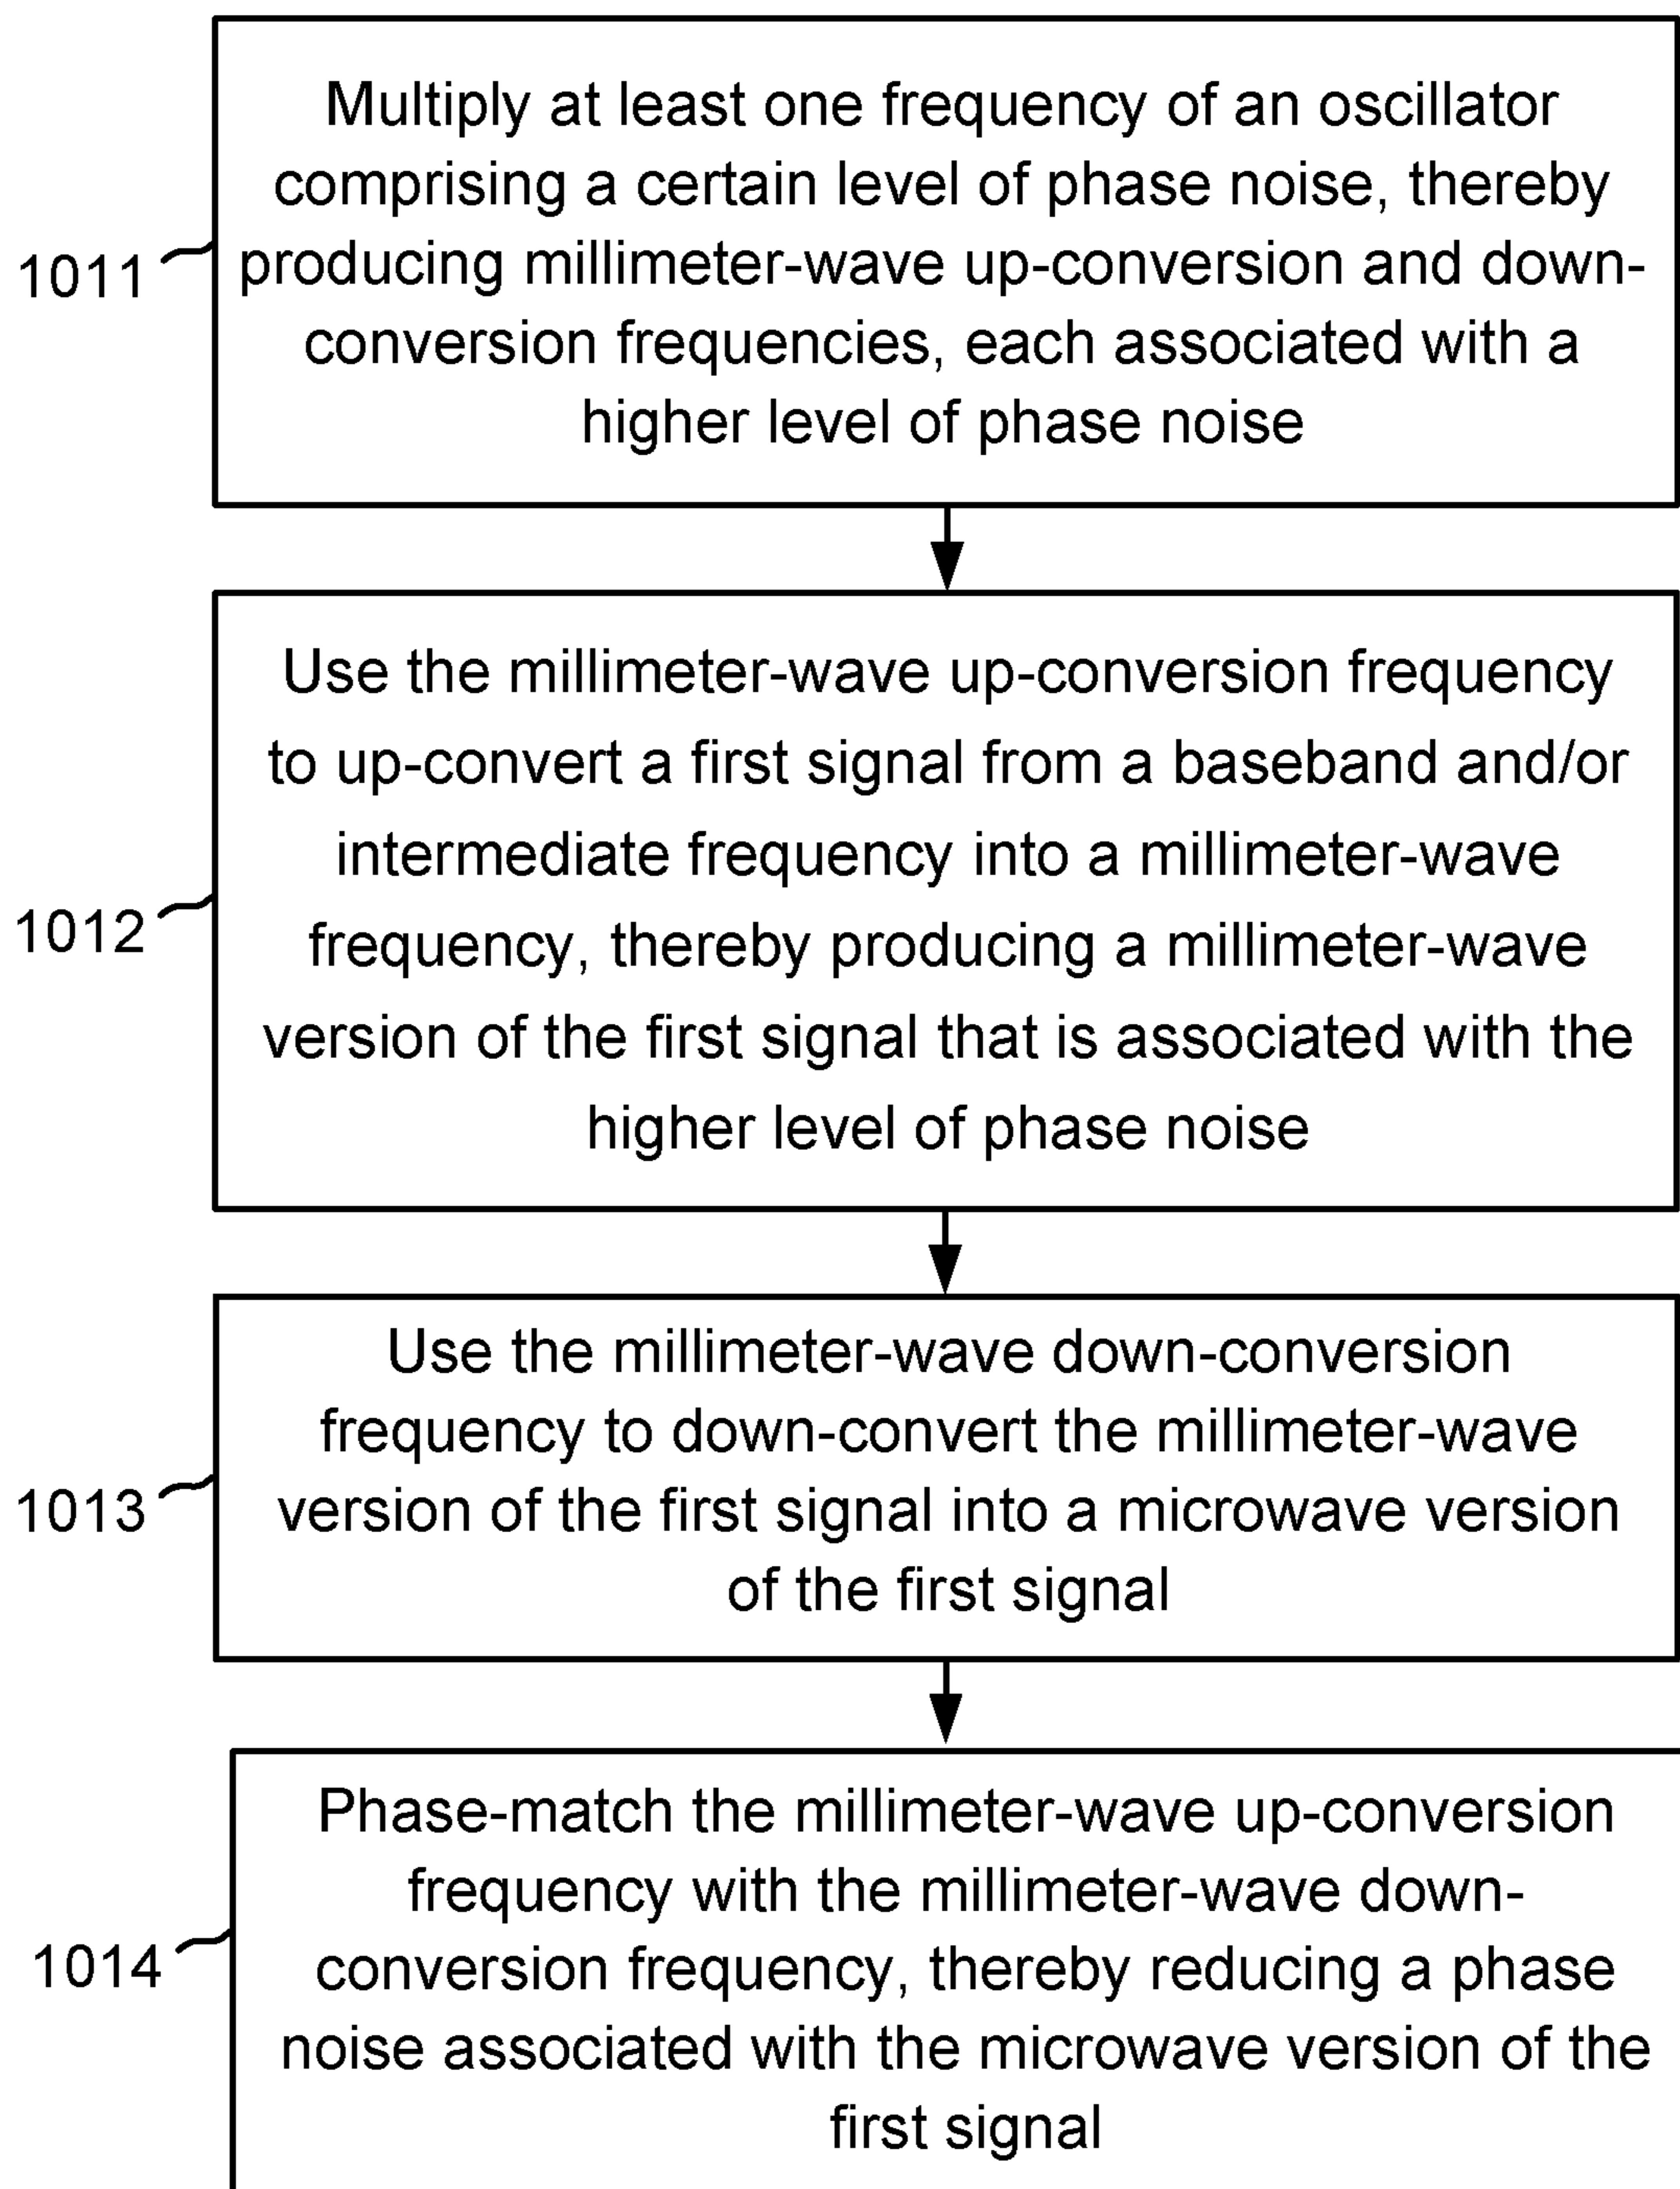 Multiply at least one frequency of an oscillator
comprising a certain level of phase noise, thereby
producing millimeter-wave up-conversion and down-
conversion frequencies, each associated with a
higher level of phase noise
1011
Use the millimeter-wave up-conversion frequency
to up-convert a first signal from a baseband and/or
intermediate frequency into a millimeter-wave
frequency, thereby producing a millimeter-wave
version of the first signal that is associated with the
higher level of phase noise
1012
Use the millimeter-wave down-conversion
frequency to down-convert the millimeter-wave
version of the first signal into a microwave version
of the first signal
1013
Phase-match the millimeter-wave up-conversion
frequency with the millimeter-wave down-
conversion frequency, thereby reducing a phase
noise associated with the microwave version of the
first signal
1014